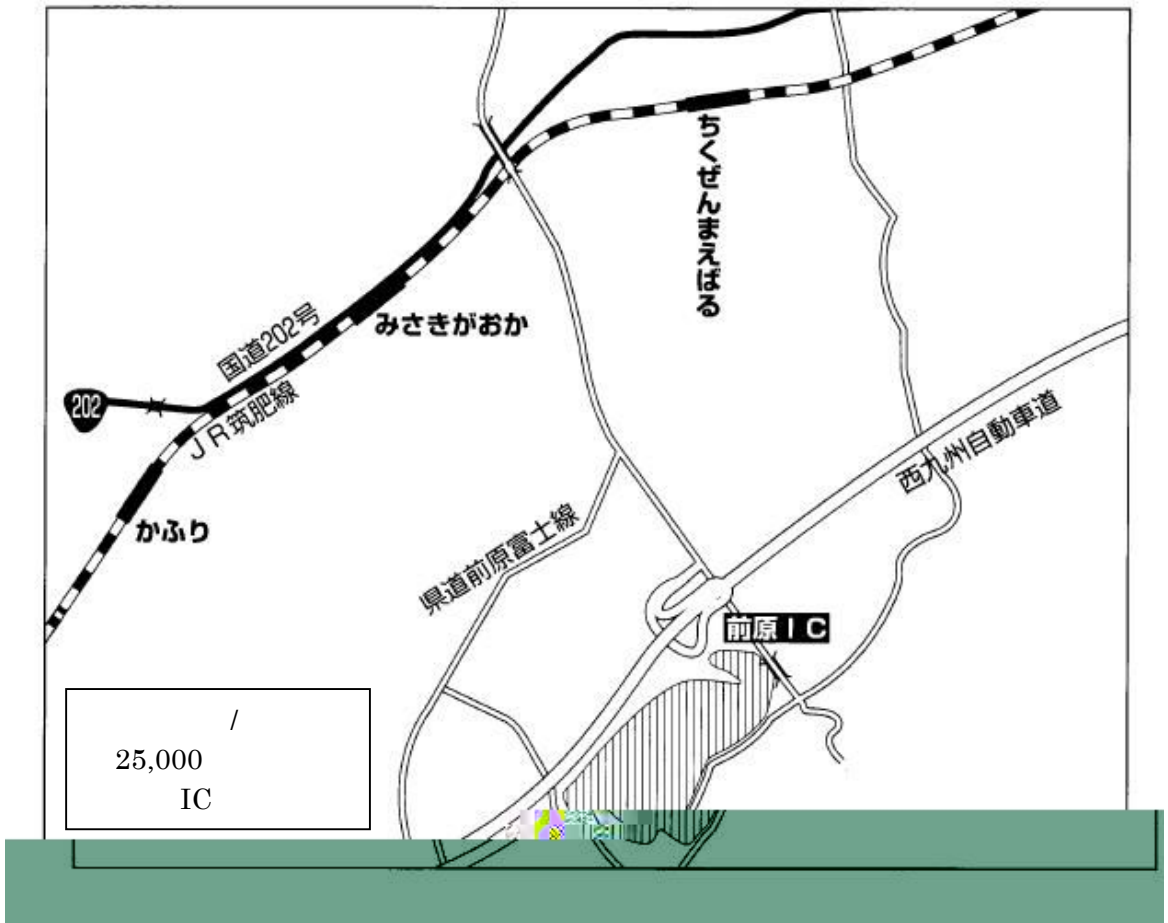 ちくぜんまえばる
みさきがおか
国道202号
202
JR筑肥線
かふり
西九州自動車道
県道前原富士線
前原IC
/
25,000
IC